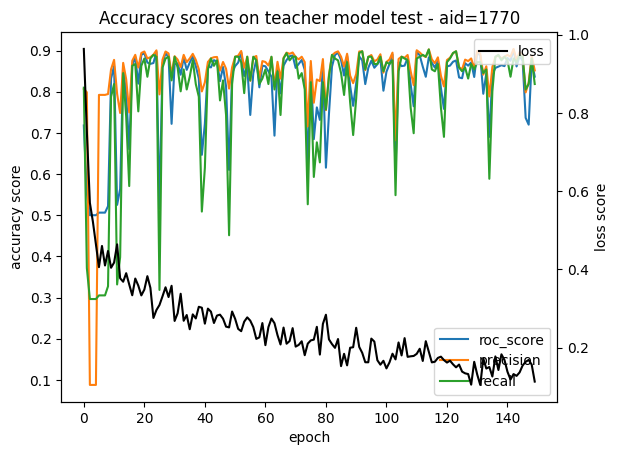 Accuracy scores on teacher model test - aid=1770
accuracy score
0.9
0.8
0.7
0.6
0.5
0.4
0.3
0.2
0.1
loss
1.0
0.8
0.6
0.4
0.2
loss score
roc_score
precision
recall
0
20
40
60
80
100
120
140
epoch